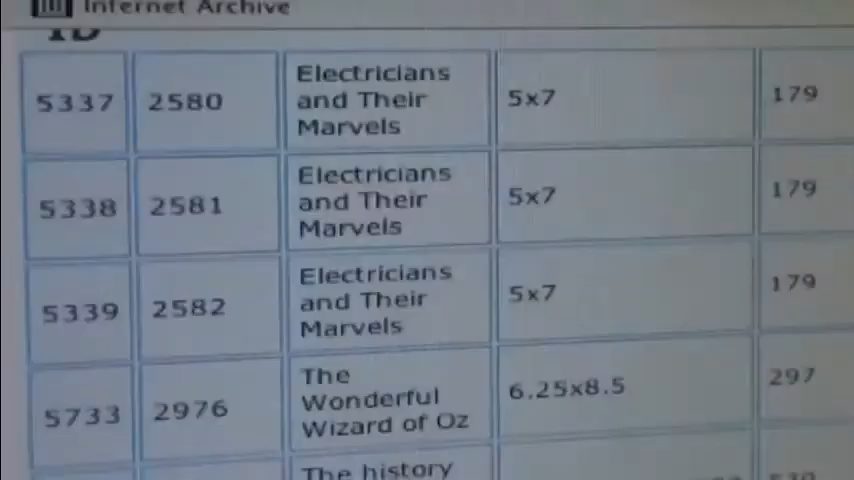 Internet Archive
ID
5337 2580 Electricians and Their Marvels 5x7 179
5338 2581 Electricians and Their Marvels 5x7 179
5339 2582 Electricians and Their Marvels 5x7 179
5733 2976 The Wonderful Wizard of Oz 6.25x8.5 297
The history